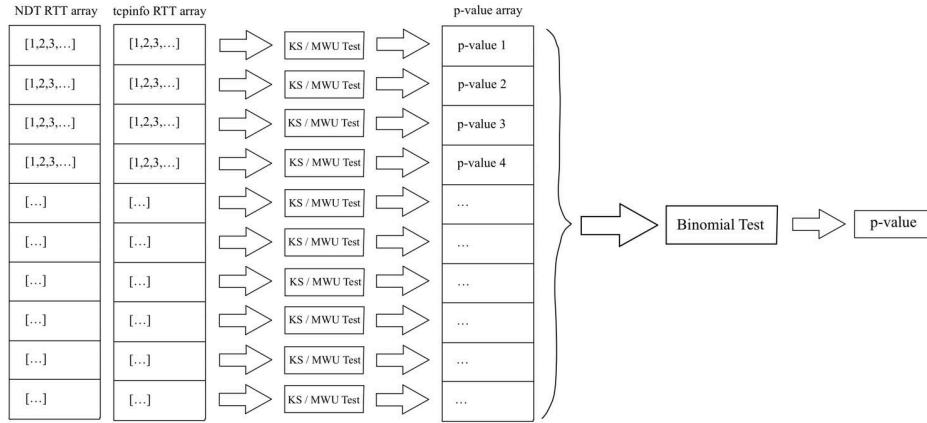 NDT RTT array tcpinfo RTT array p-value array
[1,2,3,…] [1,2,3,…] KS / MWU Test p-value 1
[1,2,3,…] [1,2,3,…] KS / MWU Test p-value 2
[1,2,3,…] [1,2,3,…] KS / MWU Test p-value 3
[1,2,3,…] [1,2,3,…] KS / MWU Test p-value 4
[…] […] KS / MWU Test …
Binomial Test p-value
[…] […] KS / MWU Test …
[…] […] KS / MWU Test …
[…] […] KS / MWU Test …
[…] […] KS / MWU Test …
[…] […] KS / MWU Test …